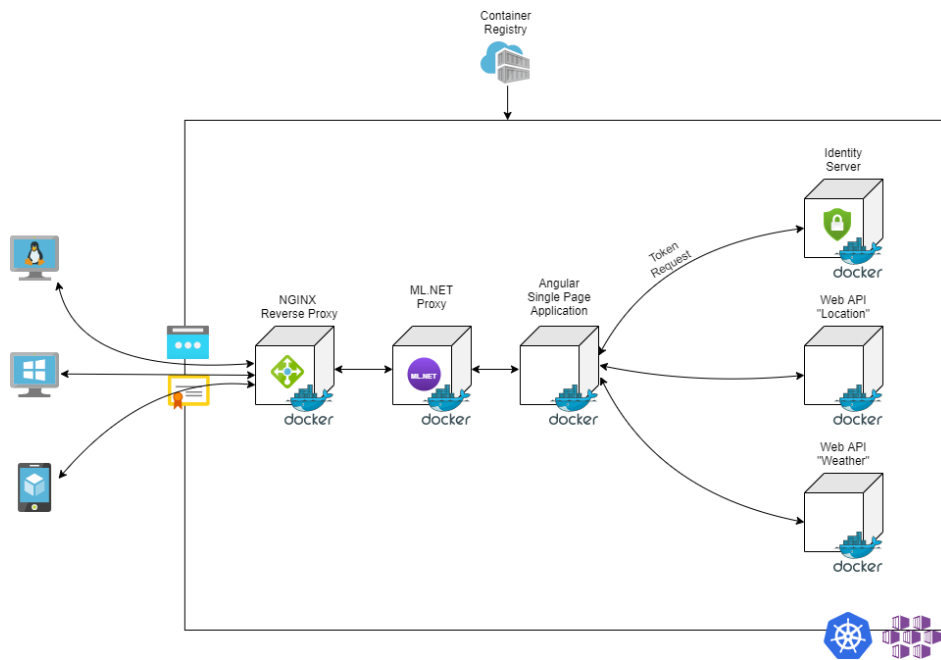 Container
Registry
Identity
Server
docker
Token
Request
NGINX
Reverse Proxy
docker
ML.NET
Proxy
ML.NET
docker
Angular
Single Page
Application
docker
Web API
"Location"
docker
Web API
"Weather"
docker